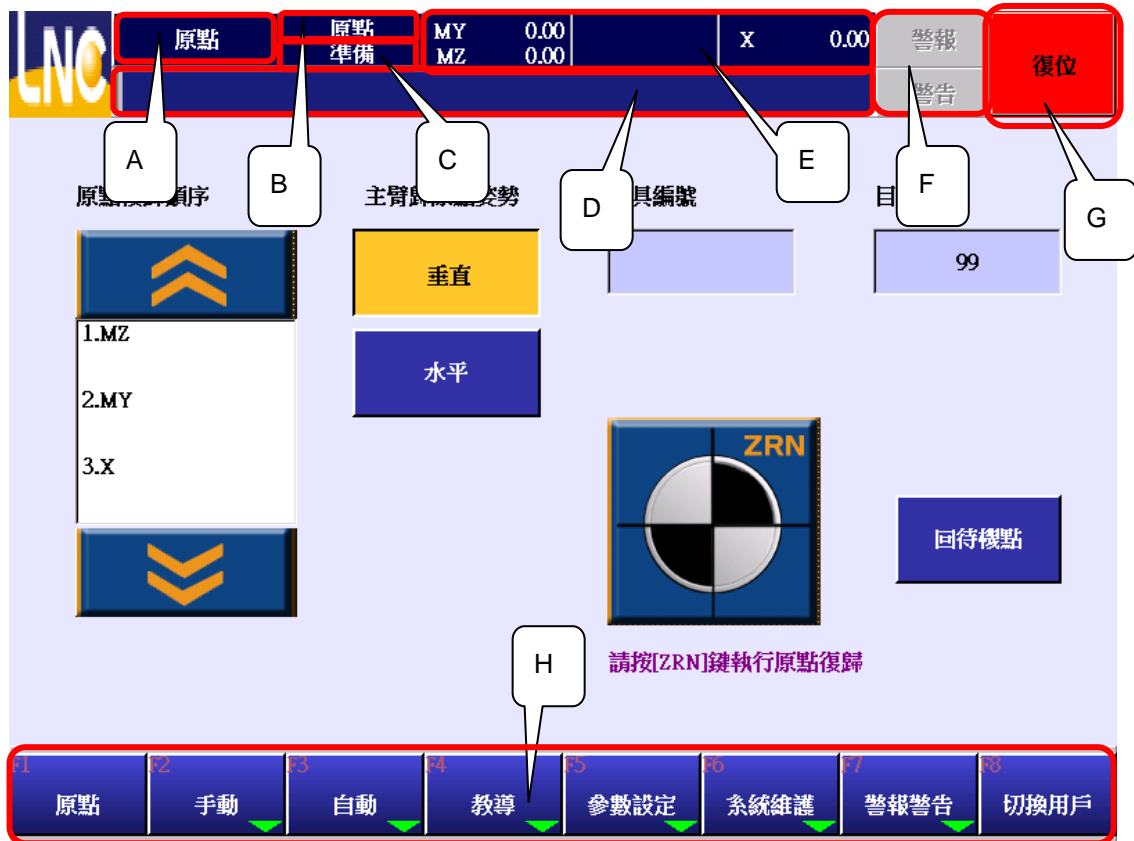 LNC
原點
原點
準備
MY 0.00
MZ 0.00
X 0.00
警報
警告
復位
A
B
C
D
E
F
G
順序
主臂 姿勢
具編號
目
垂直
水平
99
1.MZ
2.MY
3.X
ZRN
回待機點
請按[ZRN]鍵執行原點復歸
H
F1 原點
F2 手動
F3 自動
F4 教導
F5 參數設定
F6 系統維護
F7 警報警告
F8 切換用戶